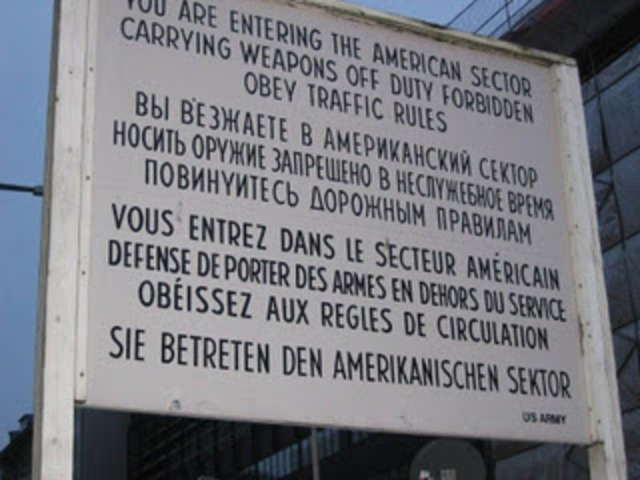 YOU ARE ENTERING THE AMERICAN SECTOR
CARRYING WEAPONS OFF DUTY FORBIDDEN
OBEY TRAFFIC RULES
ВЫ ВЪЕЗЖАЕТЕ В АМЕРИКАНСКИЙ СЕКТОР
НОСИТЬ ОРУЖИЕ ЗАПРЕЩЕНО В НЕСЛУЖЕБНОЕ ВРЕМЯ
ПОВИНУЙТЕСЬ ДОРОЖНЫМ ПРАВИЛАМ
VOUS ENTREZ DANS LE SECTEUR AMÉRICAIN
DEFENSE DE PORTER DES ARMES EN DEHORS DU SERVICE
OBÉISSEZ AUX REGLES DE CIRCULATION
SIE BETRETEN DEN AMERIKANISCHEN SEKTOR
US ARMY